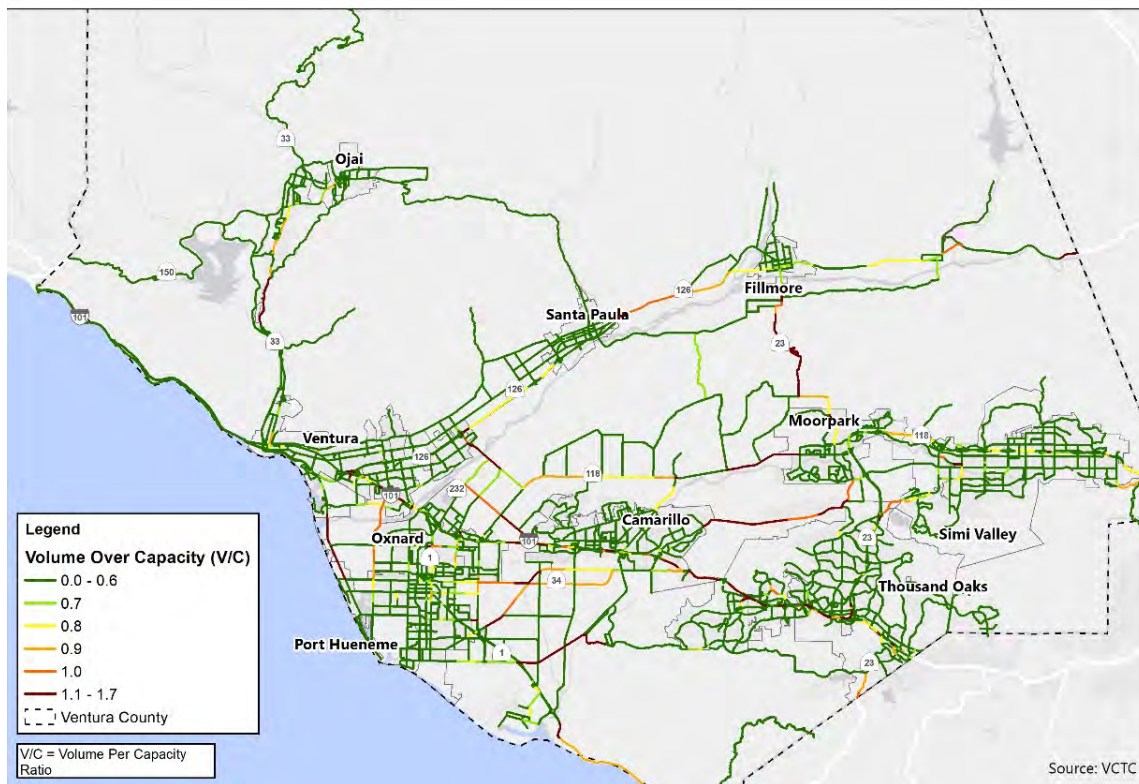 33
Ojai
150
101
33
126
Fillmore
Santa Paula
23
126
Moorpark
118
Ventura
126
118
232
101
Camarillo
Oxnard
101
Simi Valley
1
23
34
Thousand Oaks
Port Hueneme
1
23
Legend
Volume Over Capacity (V/C)
0.0 - 0.6
0.7
0.8
0.9
1.0
1.1 - 1.7
Ventura County
V/C = Volume Per Capacity
Ratio
Source: VCTC